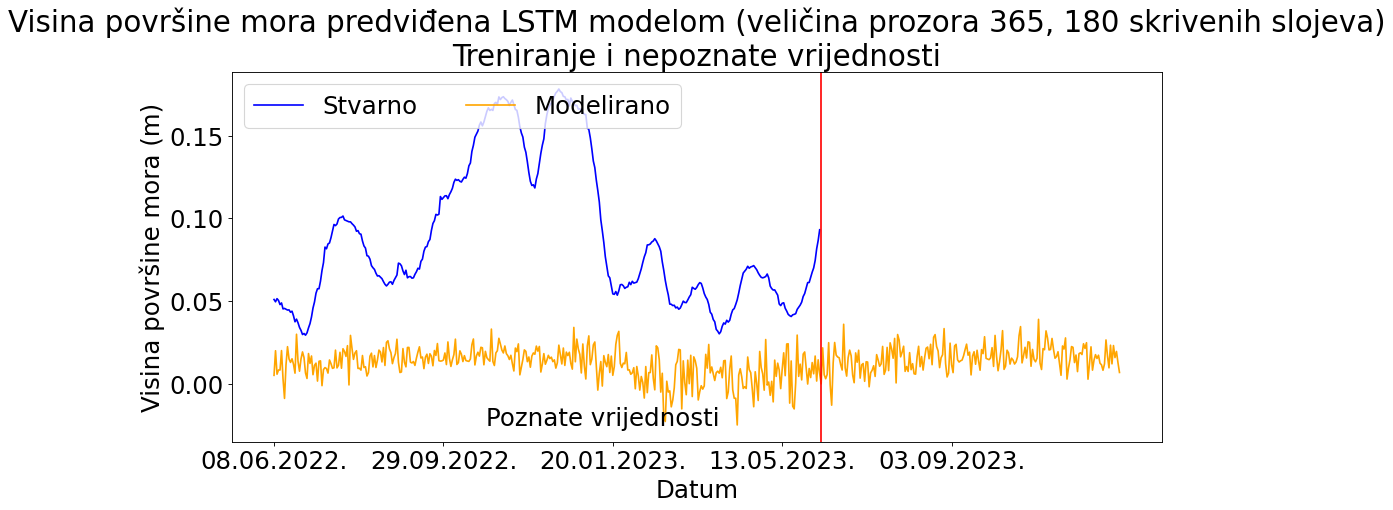 Visina površine mora predviđena LSTM modelom (veličina prozora 365, 180 skrivenih slojeva)
Treniranje i nepoznate vrijednosti
Stvarno
Modelirano
Visina površine mora (m)
0.15
0.10
0.05
0.00
Poznate vrijednosti
08.06.2022.
29.09.2022.
20.01.2023.
13.05.2023.
03.09.2023.
Datum